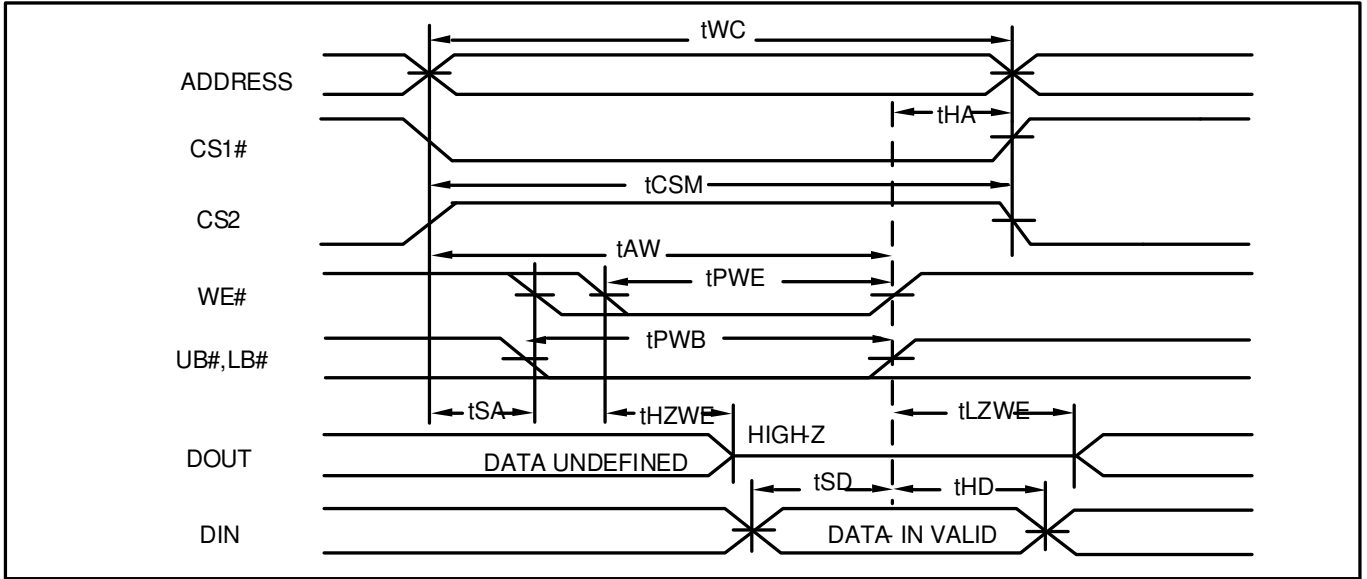 tWC
ADDRESS
tHA
CS1#
tCSM
CS2
tAW
WE#
tPWE
UB#,LB#
tPWB
tSA
tHZWE
tLZWE
DOUT
DATA UNDEFINED
HIGH-Z
tSD
tHD
DIN
DATA- IN VALID